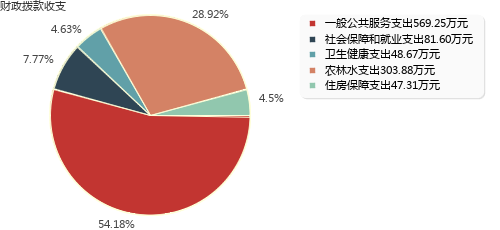 财政拨款收支
28.92%
4.63%
7.77%
4.5%
54.18%
一般公共服务支出569.25万元
社会保障和就业支出81.60万元
卫生健康支出48.67万元
农林水支出303.88万元
住房保障支出47.31万元